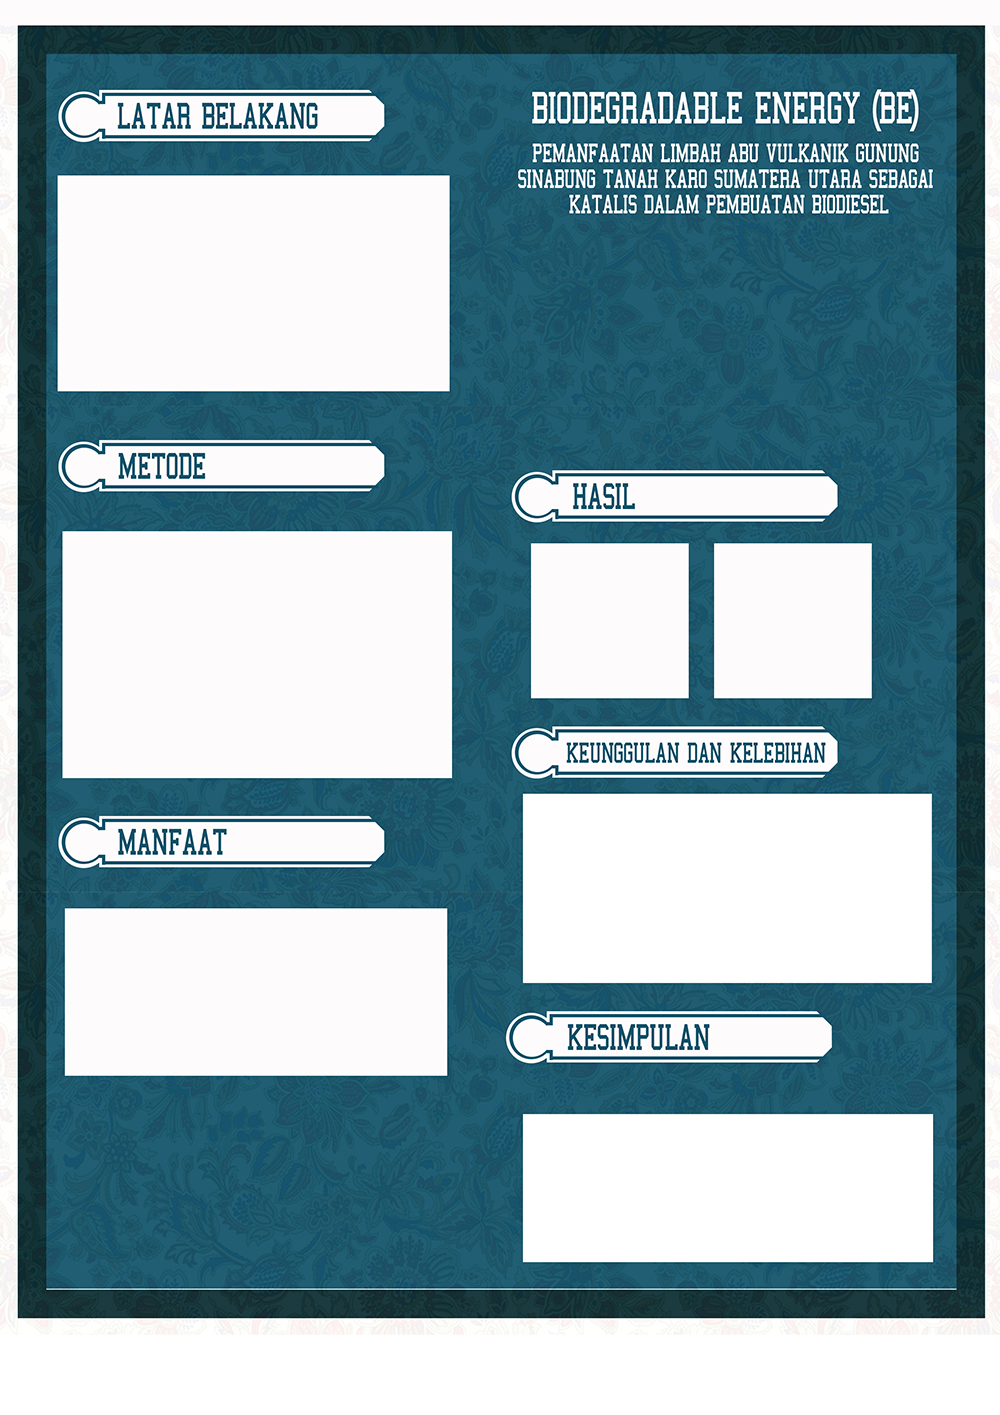 LATAR BELAKANG
METODE
MANFAAT
BIODEGRADABLE ENERGY (BE)
PEMANFAATAN LIMBAH ABU VULKANIK GUNUNG
SINABUNG TANAH KARO SUMATERA UTARA SEBAGAI
KATALIS DALAM PEMBUATAN BIODIESEL
HASIL
KEUNGGULAN DAN KELEBIHAN
KESIMPULAN